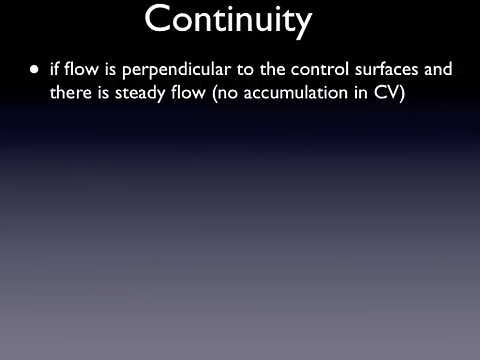 Continuity
• if flow is perpendicular to the control surfaces and
there is steady flow (no accumulation in CV)